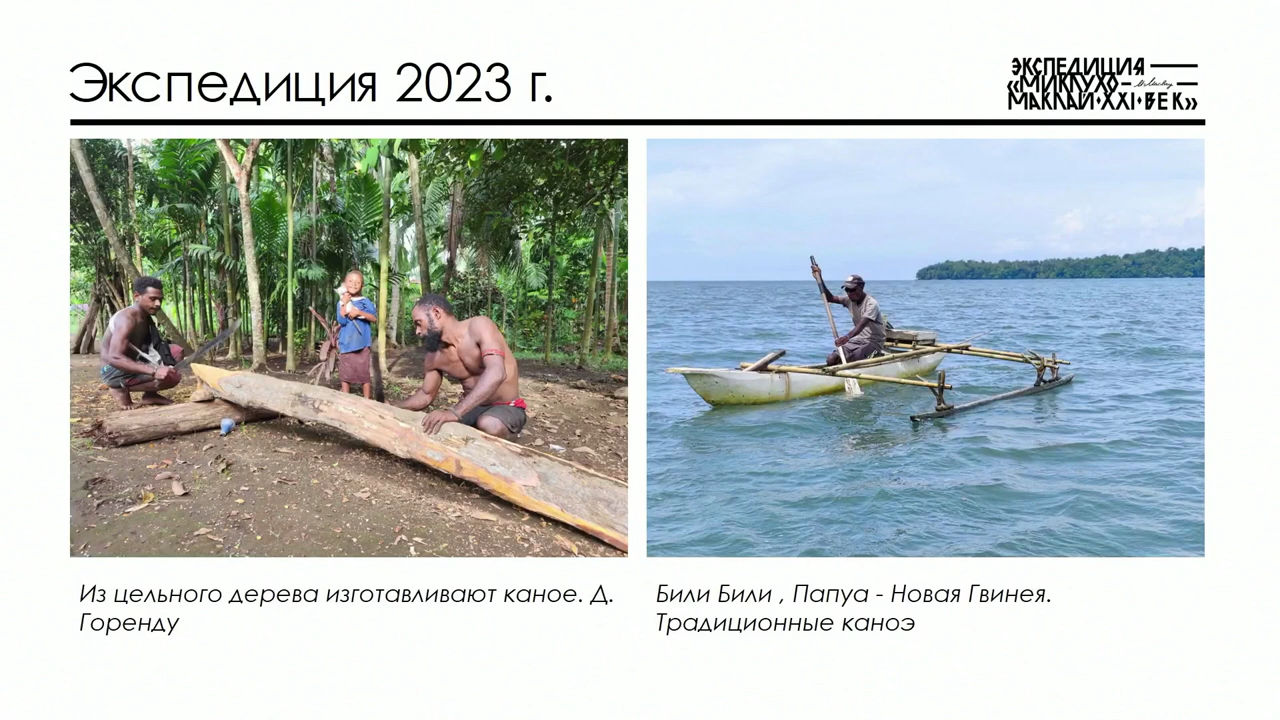 Экспедиция 2023 г.
ЭКСПЕДИЦИЯ
«МИКЛУХО-
МАКЛАЙ·XXI·ВЕК»
Из цельного дерева изготавливают каное. Д.
Горенду
Били Били , Папуа - Новая Гвинея.
Традиционные каноэ